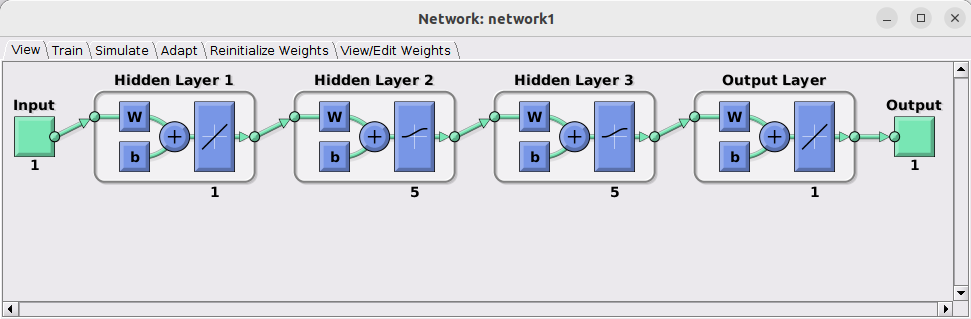 Network: network1
View Train Simulate Adapt Reinitialize Weights View/Edit Weights
Hidden Layer 1 Hidden Layer 2 Hidden Layer 3 Output Layer
Input Output
W W W W
b b b b
1 1
1 5 5 1